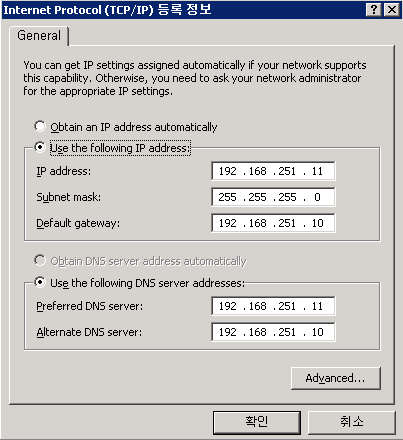 Internet Protocol (TCP/IP) 등록 정보
General
You can get IP settings assigned automatically if your network supports
this capability. Otherwise, you need to ask your network administrator
for the appropriate IP settings.
Obtain an IP address automatically
Use the following IP address:
IP address: 192 .168 .251 . 11
Subnet mask: 255 .255 .255 . 0
Default gateway: 192 .168 .251 . 10
Obtain DNS server address automatically
Use the following DNS server addresses:
Preferred DNS server: 192 .168 .251 . 11
Alternate DNS server: 192 .168 .251 . 10
Advanced...
확인 취소